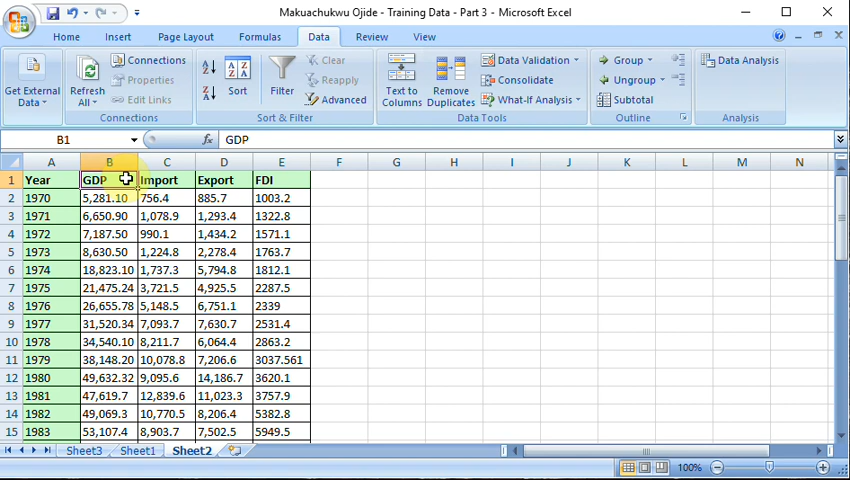 Makuachukwu Ojide - Training Data - Part 3 - Microsoft Excel
Home Insert Page Layout Formulas Data Review View
Get External Data
Refresh All
Connections
Properties
Edit Links
Connections
Sort
Filter
Clear
Reapply
Advanced
Sort & Filter
Text to Columns
Remove Duplicates
Data Validation
Consolidate
What-If Analysis
Data Tools
Group
Ungroup
Subtotal
Outline
Data Analysis
Analysis
B1 fx GDP
A B C D E F G H I J K L M N
1 Year GDP Import Export FDI
2 1970 5,281.10 756.4 885.7 1003.2
3 1971 6,650.90 1,078.9 1,293.4 1322.8
4 1972 7,187.50 990.1 1,434.2 1571.1
5 1973 8,630.50 1,224.8 2,278.4 1763.7
6 1974 18,823.10 1,737.3 5,794.8 1812.1
7 1975 21,475.24 3,721.5 4,925.5 2287.5
8 1976 26,655.78 5,148.5 6,751.1 2339
9 1977 31,520.34 7,093.7 7,630.7 2531.4
10 1978 34,540.10 8,211.7 6,064.4 2863.2
11 1979 38,148.20 10,078.8 7,206.6 3037.561
12 1980 49,632.32 9,095.6 14,186.7 3620.1
13 1981 47,619.7 12,839.6 11,023.3 3757.9
14 1982 49,069.3 10,770.5 8,206.4 5382.8
15 1983 53,107.4 8,903.7 7,502.5 5949.5
Sheet3 Sheet1 Sheet2
100%